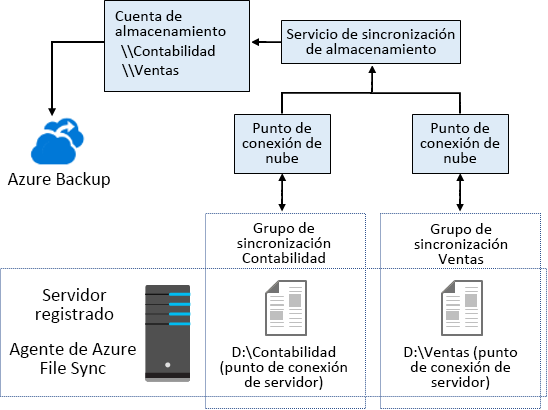 Cuenta de
almacenamiento
\\Contabilidad
\\Ventas
Servicio de sincronización
de almacenamiento
Azure Backup
Punto de
conexión de
nube
Punto de
conexión de
nube
Grupo de
sincronización
Contabilidad
Grupo de
sincronización
Ventas
Servidor
registrado
Agente de Azure
File Sync
D:\Contabilidad
(punto de conexión
de servidor)
D:\Ventas (punto
de conexión de
servidor)